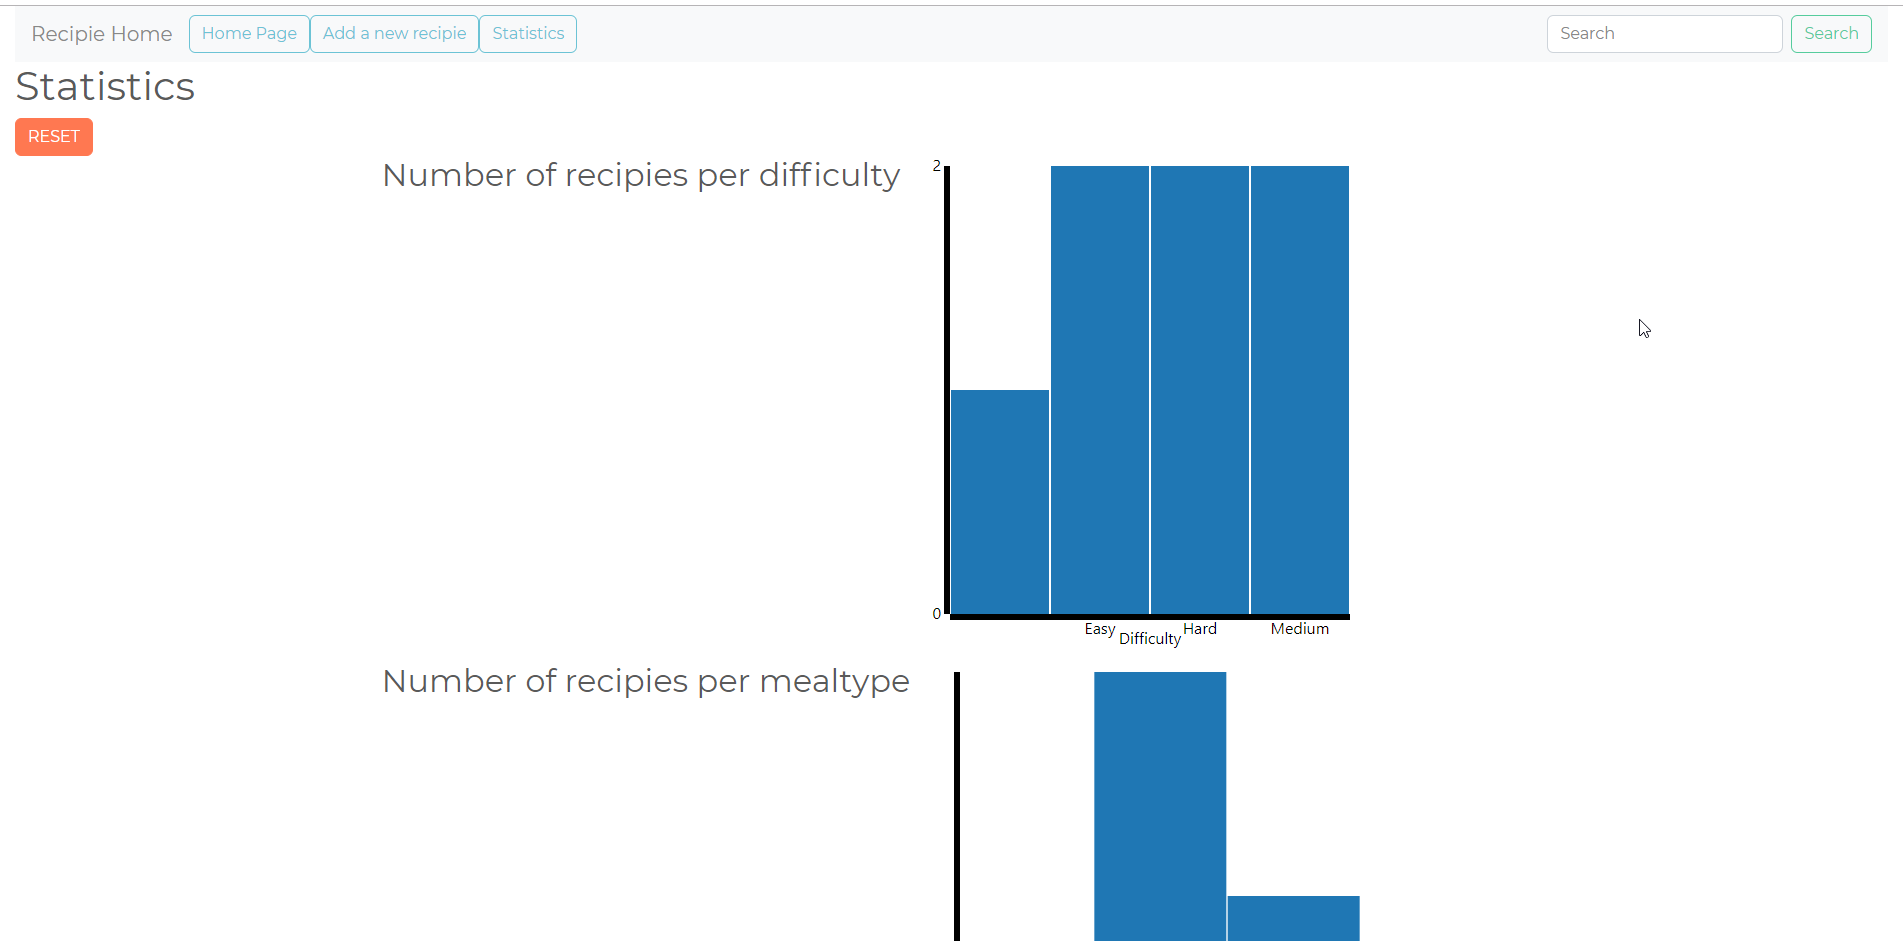 Recipie Home Home Page Add a new recipie Statistics Search Search
Statistics
RESET
Number of recipies per difficulty
2
0
Easy Hard Medium
Difficulty
Number of recipies per mealtype